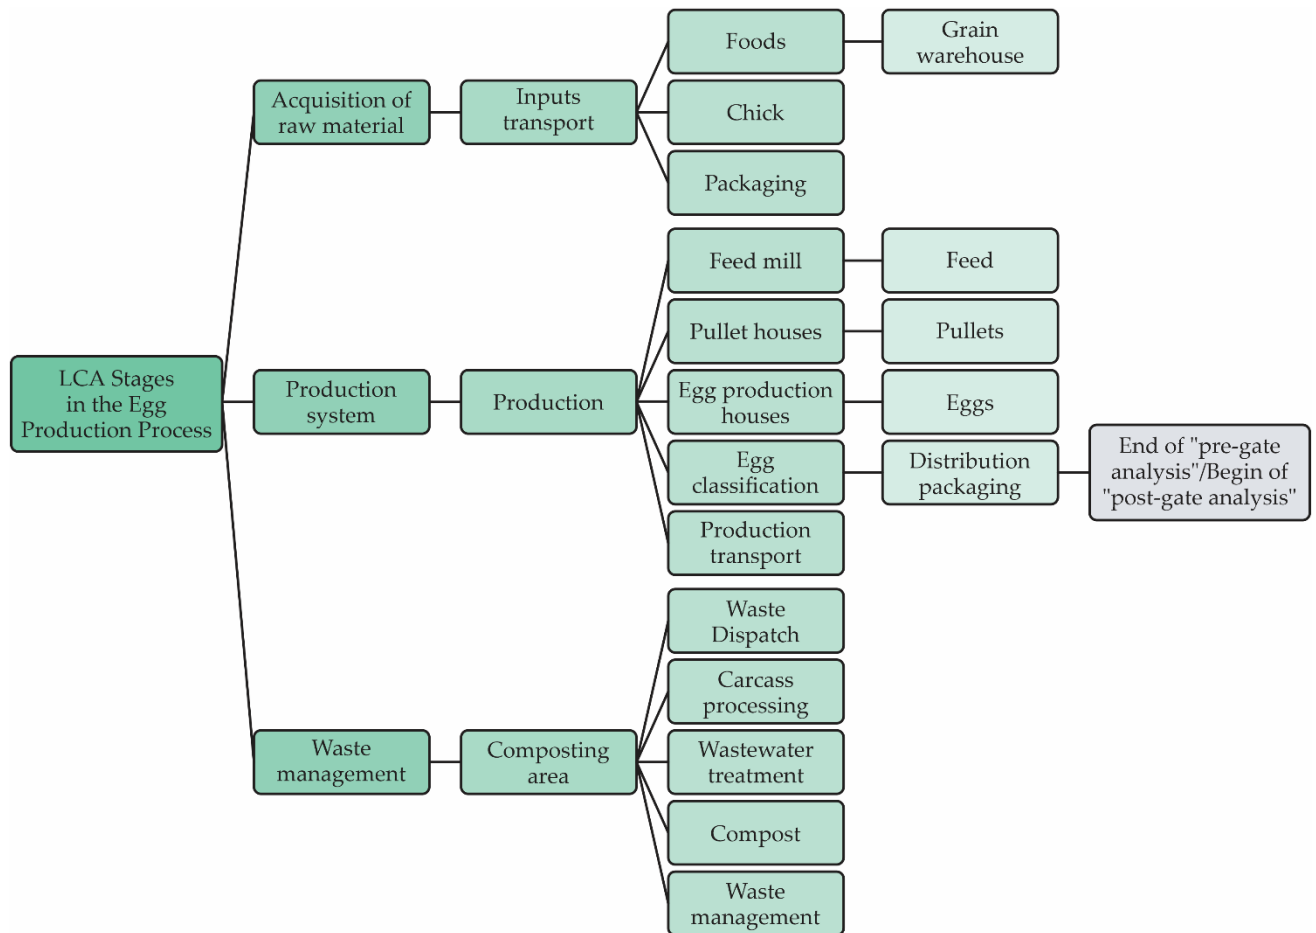 LCA Stages
in the Egg
Production Process
Acquisition of
raw material
Inputs
transport
Foods
Grain
warehouse
Chick
Packaging
Production
system
Production
Feed mill
Feed
Pullet houses
Pullets
Egg production
houses
Eggs
Egg
classification
Distribution
packaging
End of "pre-gate
analysis"/Begin of
"post-gate analysis"
Production
transport
Waste
management
Composting
area
Waste
Dispatch
Carcass
processing
Wastewater
treatment
Compost
Waste
management